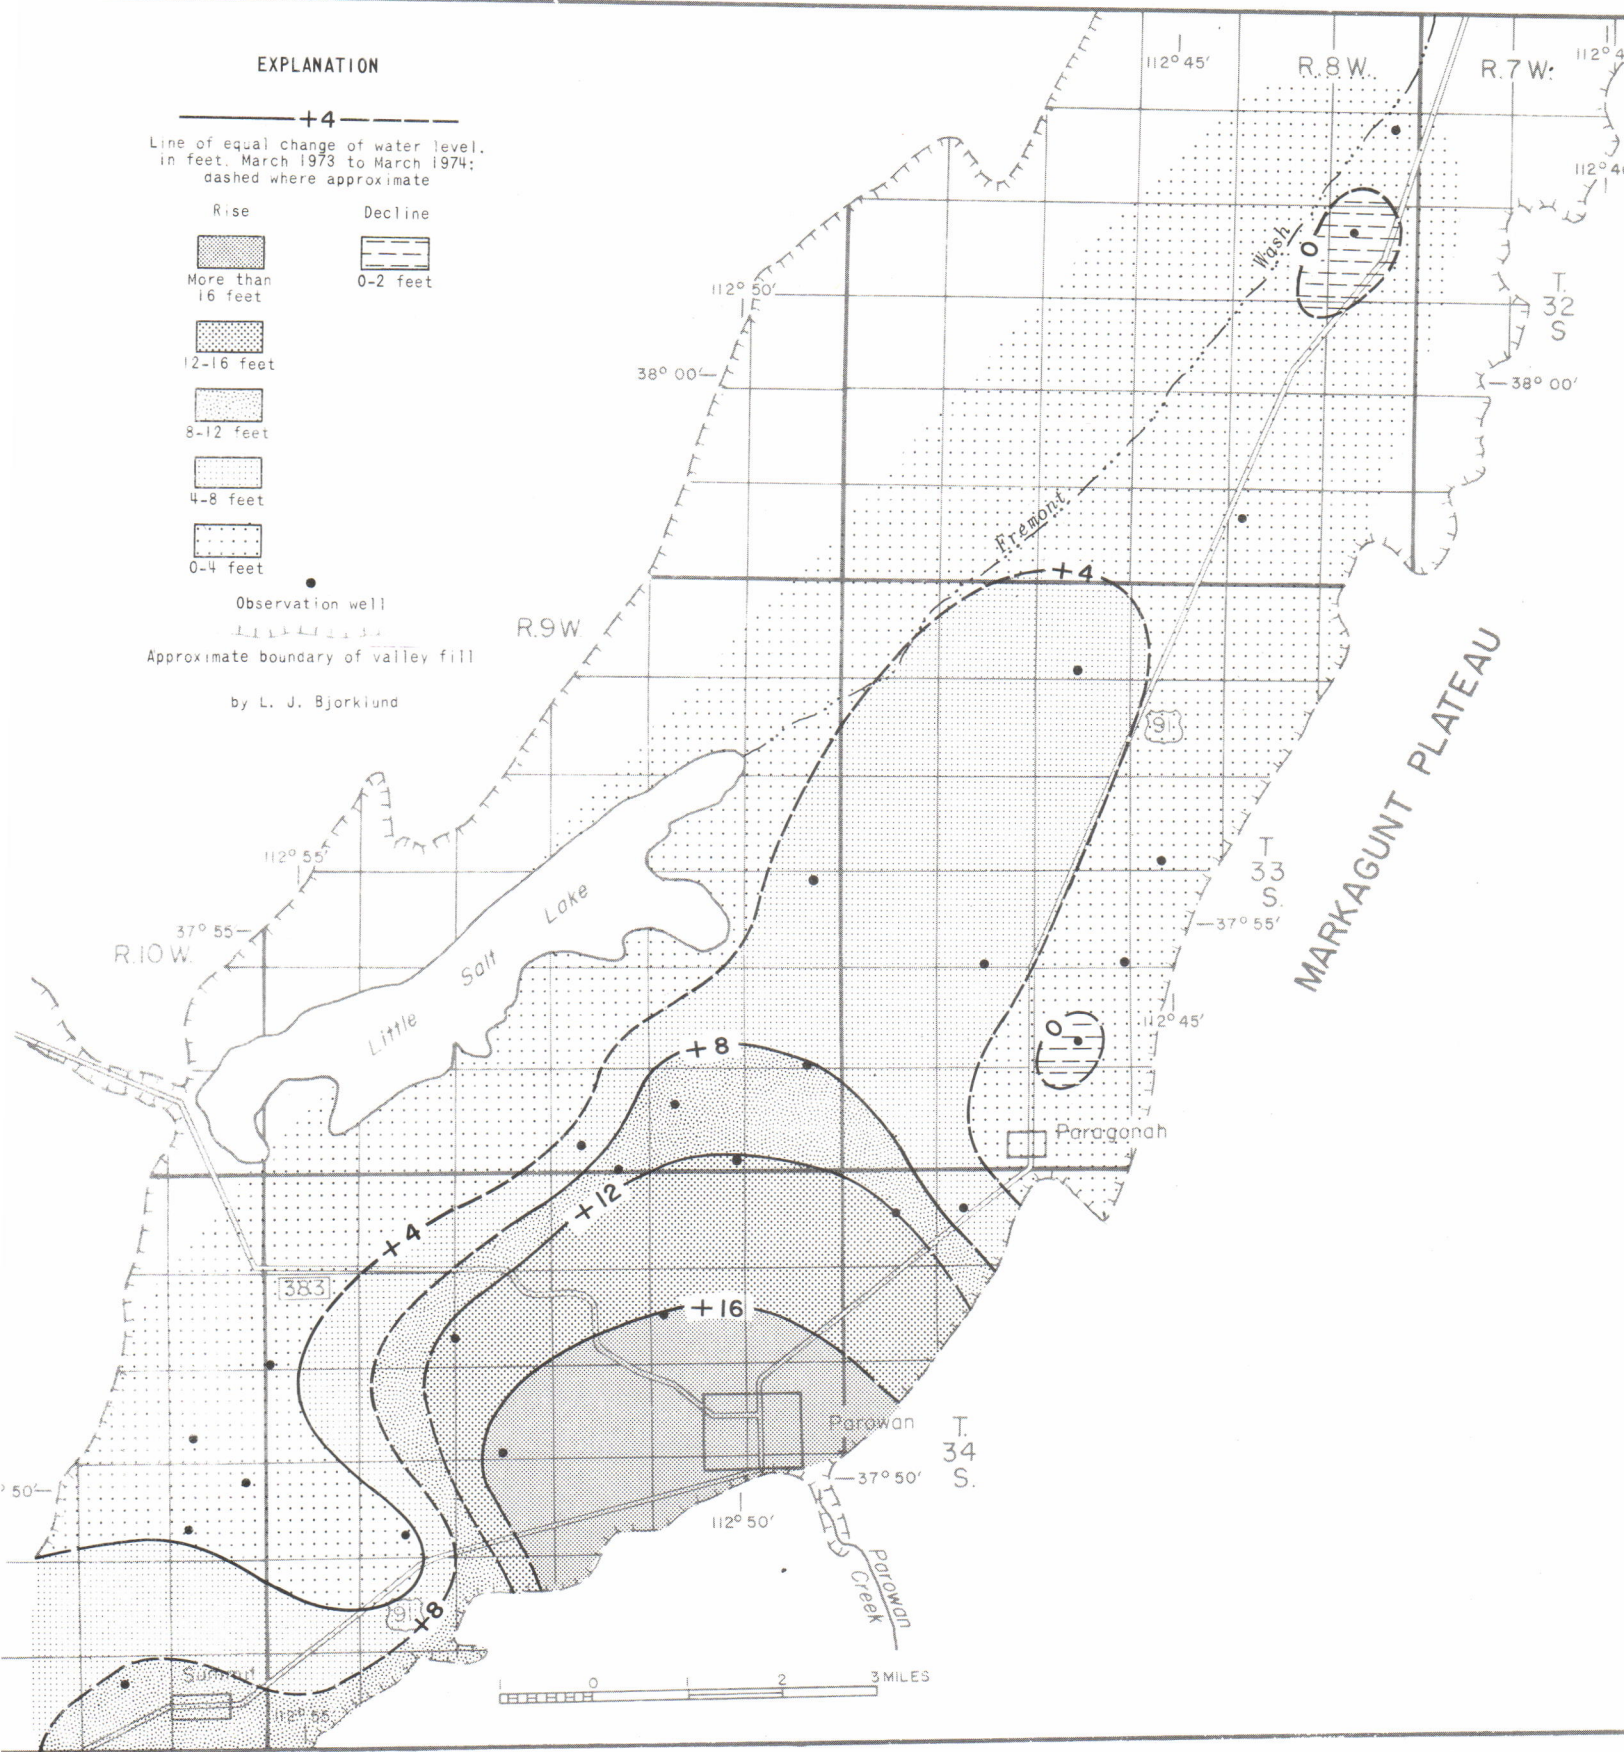 EXPLANATION
+4
Line of equal change of water level,
in feet, March 1973 to March 1974;
dashed where approximate
Rise
Decline
More than
16 feet
0-2 feet
12-16 feet
8-12 feet
4-8 feet
0-4 feet
Observation well
Approximate boundary of valley fill
by L. J. Bjorklund
112° 45'
R. 8 W.
R. 7 W.
112° 4
112° 4
Wash
0
T.
32
S
112° 50'
38° 00'
38° 00'
Fremont
+4
R. 9 W
91
MARKAGUNT PLATEAU
T
33
S.
112° 55'
37° 55'
37° 55'
R. 10 W.
Little Salt Lake
112° 45'
0
+8
Paragonah
+12
+4
383
+16
Parowan
T.
34
S.
37° 50'
50'
112° 50'
Parowan
Creek
91
+8
Summit
112° 55
0
1
2
3 MILES